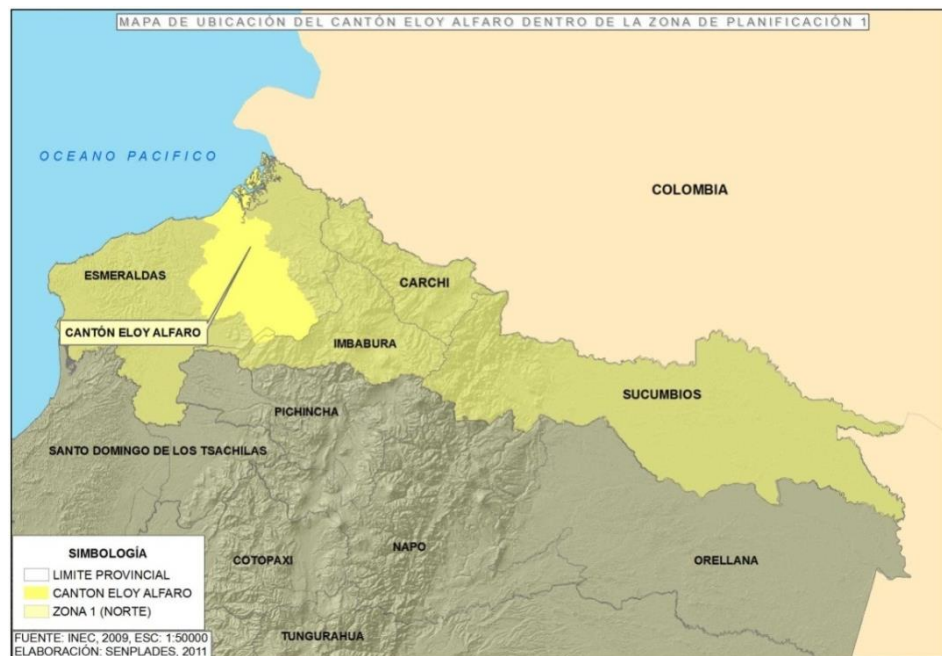 MAPA DE UBICACIÓN DEL CANTÓN ELOY ALFARO DENTRO DE LA ZONA DE PLANIFICACIÓN 1
OCEANO PACIFICO
COLOMBIA
ESMERALDAS
CARCHI
CANTÓN ELOY ALFARO
IMBABURA
SUCUMBIOS
PICHINCHA
SANTO DOMINGO DE LOS TSACHILAS
COTOPAXI
NAPO
ORELLANA
TUNGURAHUA
SIMBOLOGÍA
LIMITE PROVINCIAL
CANTON ELOY ALFARO
ZONA 1 (NORTE)
FUENTE: INEC, 2009, ESC: 1:50000
ELABORACIÓN: SENPLADES, 2011